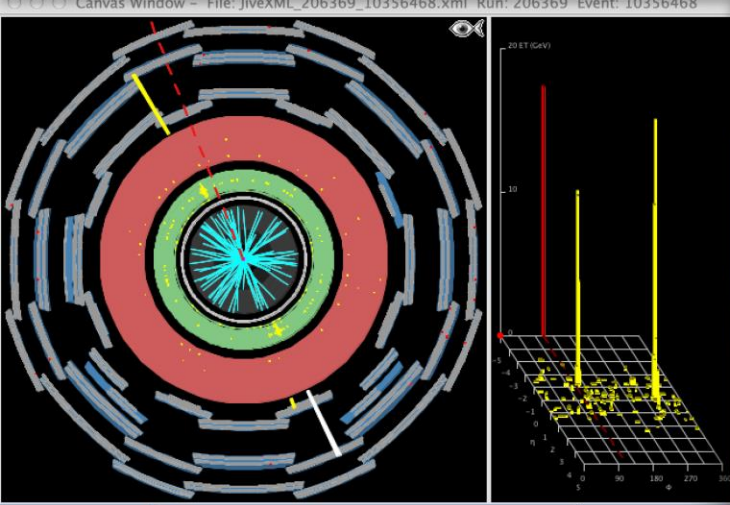 Canvas Window – File: JiveXML_206369_10356468.xml Run: 206369 Event: 10356468
20 ET (GeV)
10
0
-5
-4
-3
-2
-1
0
η 1
2
3
4
5
0 90 180 270 360
Φ